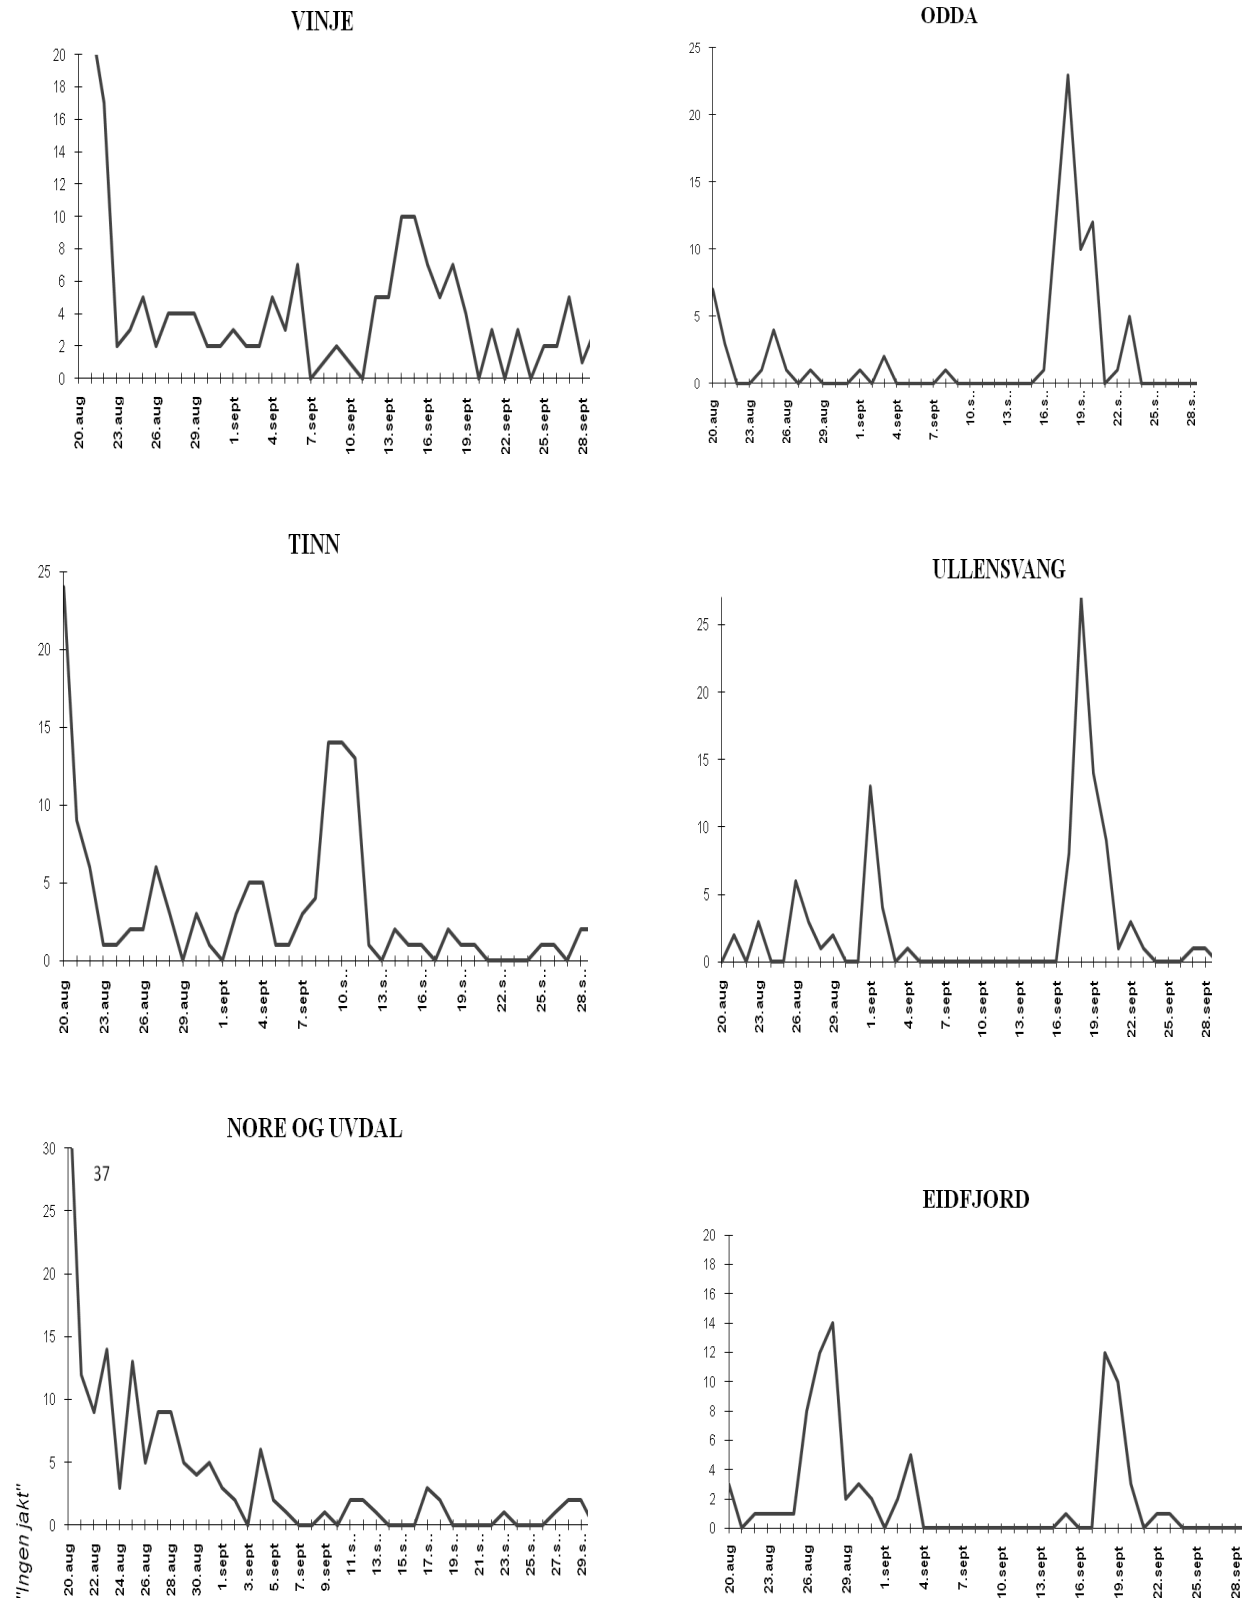 VINJE
20
18
16
14
12
10
8
6
4
2
0
20.aug
23.aug
26.aug
29.aug
1.sept
4.sept
7.sept
10.sept
13.sept
16.sept
19.sept
22.sept
25.sept
28.sept
ODDA
25
20
15
10
5
0
20.aug
23.aug
26.aug
29.aug
1.sept
4.sept
7.sept
10.s..
13.s..
16.s..
19.s..
22.s..
25.s..
28.s..
TINN
25
20
15
10
5
0
20.aug
23.aug
26.aug
29.aug
1.sept
4.sept
7.sept
10.s..
13.s..
16.s..
19.s..
22.s..
25.s..
28.s..
ULLENSVANG
25
20
15
10
5
0
20.aug
23.aug
26.aug
29.aug
1.sept
4.sept
7.sept
10.sept
13.sept
16.sept
19.sept
22.sept
25.sept
28.sept
NORE OG UVDAL
37
30
25
20
15
10
5
0
"Ingen jakt"
20.aug
22.aug
24.aug
26.aug
28.aug
30.aug
1.sept
3.sept
5.sept
7.sept
9.sept
11.s..
13.s..
15.s..
17.s..
19.s..
21.s..
23.s..
25.s..
27.s..
29.s..
EIDFJORD
20
18
16
14
12
10
8
6
4
2
0
20.aug
23.aug
26.aug
29.aug
1.sept
4.sept
7.sept
10.sept
13.sept
16.sept
19.sept
22.sept
25.sept
28.sept